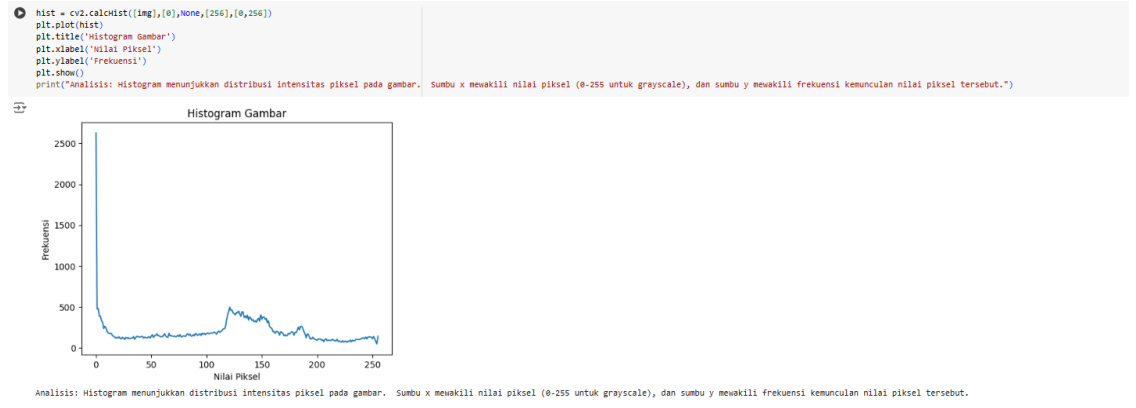 hist = cv2.calcHist([img],[0],None,[256],[0,256])
plt.plot(hist)
plt.title('Histogram Gambar')
plt.xlabel('Nilai Piksel')
plt.ylabel('Frekuensi')
plt.show()
print("Analisis: Histogram menunjukkan distribusi intensitas piksel pada gambar.  Sumbu x mewakili nilai piksel (0-255 untuk grayscale), dan sumbu y mewakili frekuensi kemunculan nilai piksel tersebut.")
Histogram Gambar
2500
2000
1500
1000
500
0
Frekuensi
0 50 100 150 200 250
Nilai Piksel
Analisis: Histogram menunjukkan distribusi intensitas piksel pada gambar.  Sumbu x mewakili nilai piksel (0-255 untuk grayscale), dan sumbu y mewakili frekuensi kemunculan nilai piksel tersebut.